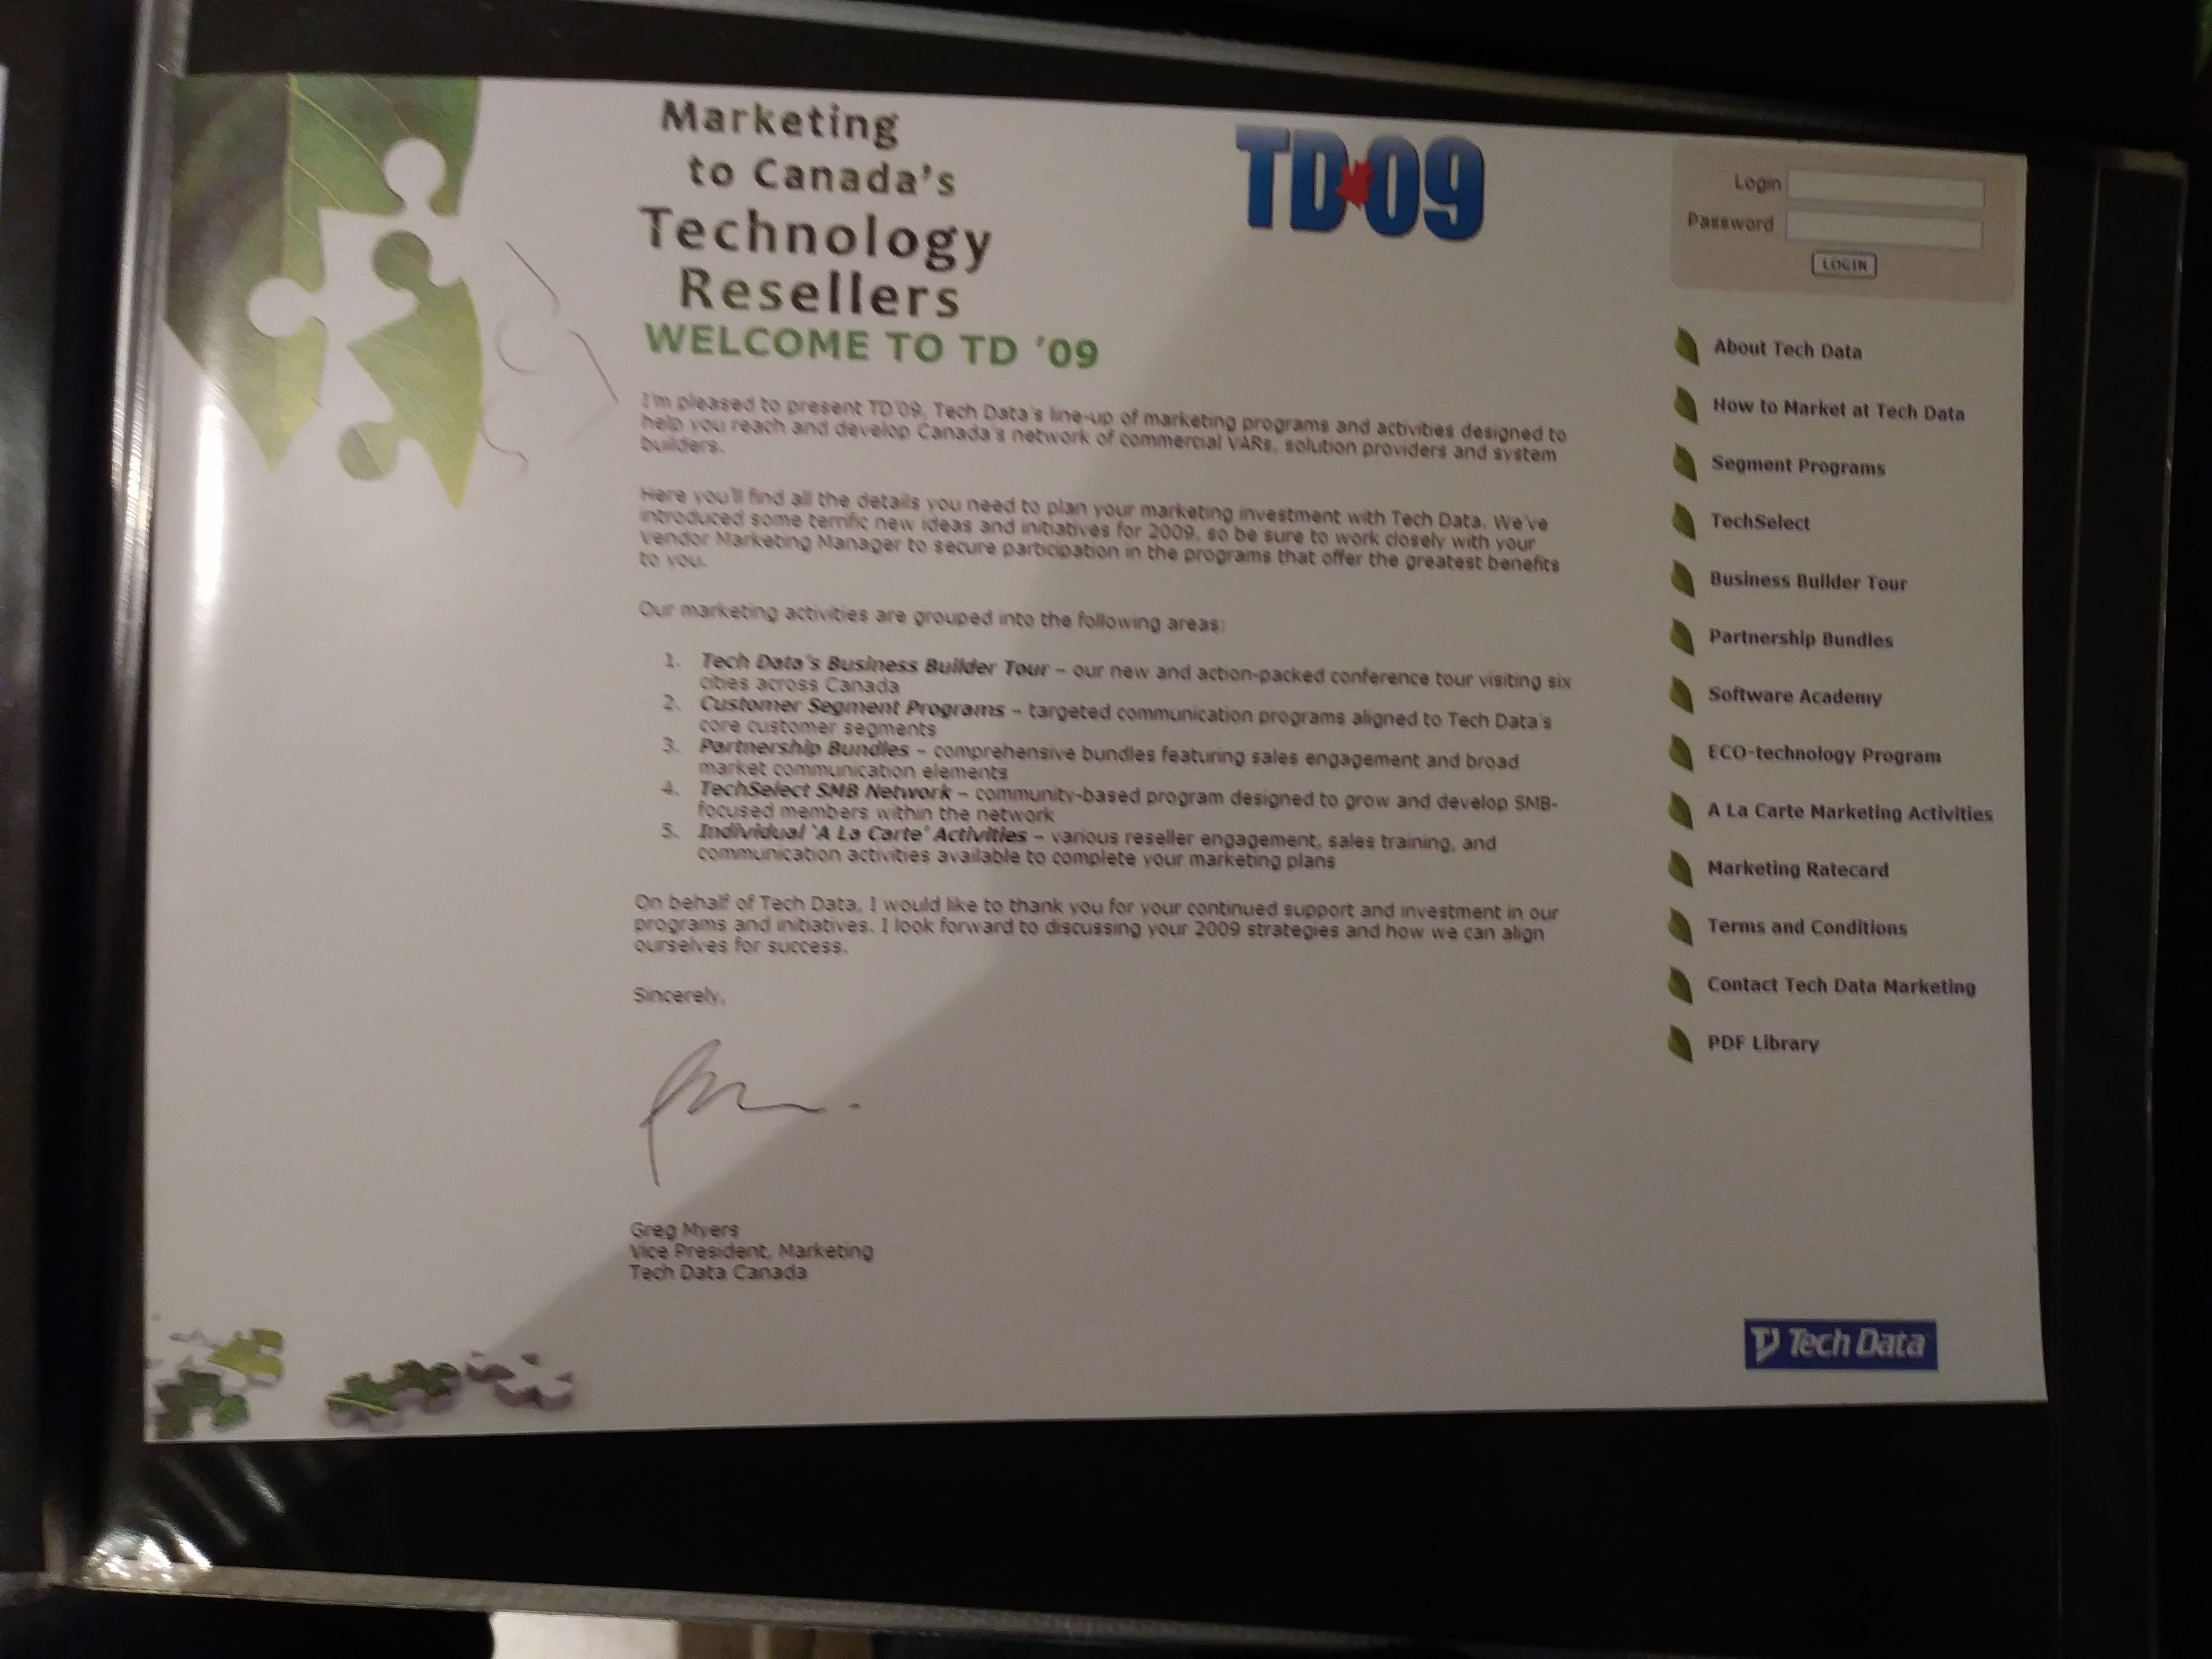 Marketing
to Canada's
Technology
Resellers
WELCOME TO TD '09
TD 09
I'm pleased to present TD'09, Tech Data's line-up of marketing programs and activities designed to
help you reach and develop Canada's network of commercial VARs, solution providers and system
builders.
Here you'll find all the details you need to plan your marketing investment with Tech Data. We've
introduced some terrific new ideas and initiatives for 2009, so be sure to work closely with your
Vendor Marketing Manager to secure participation in the programs that offer the greatest benefits
to you.
Our marketing activities are grouped into the following areas:
1. Tech Data's Business Builder Tour – our new and action-packed conference tour visiting six
cities across Canada
2. Customer Segment Programs – targeted communication programs aligned to Tech Data's
core customer segments
3. Partnership Bundles – comprehensive bundles featuring sales engagement and broad
market communication elements
4. TechSelect SMB Network – community-based program designed to grow and develop SMB-
focused members within the network
5. Individual 'A La Carte' Activities – various reseller engagement, sales training, and
communication activities available to complete your marketing plans
On behalf of Tech Data, I would like to thank you for your continued support and investment in our
programs and initiatives. I look forward to discussing your 2009 strategies and how we can align
ourselves for success.
Sincerely,
Greg Myers
Vice President, Marketing
Tech Data Canada
Login
Password
LOGIN
About Tech Data
How to Market at Tech Data
Segment Programs
TechSelect
Business Builder Tour
Partnership Bundles
Software Academy
ECO-technology Program
A La Carte Marketing Activities
Marketing Ratecard
Terms and Conditions
Contact Tech Data Marketing
PDF Library
TD Tech Data